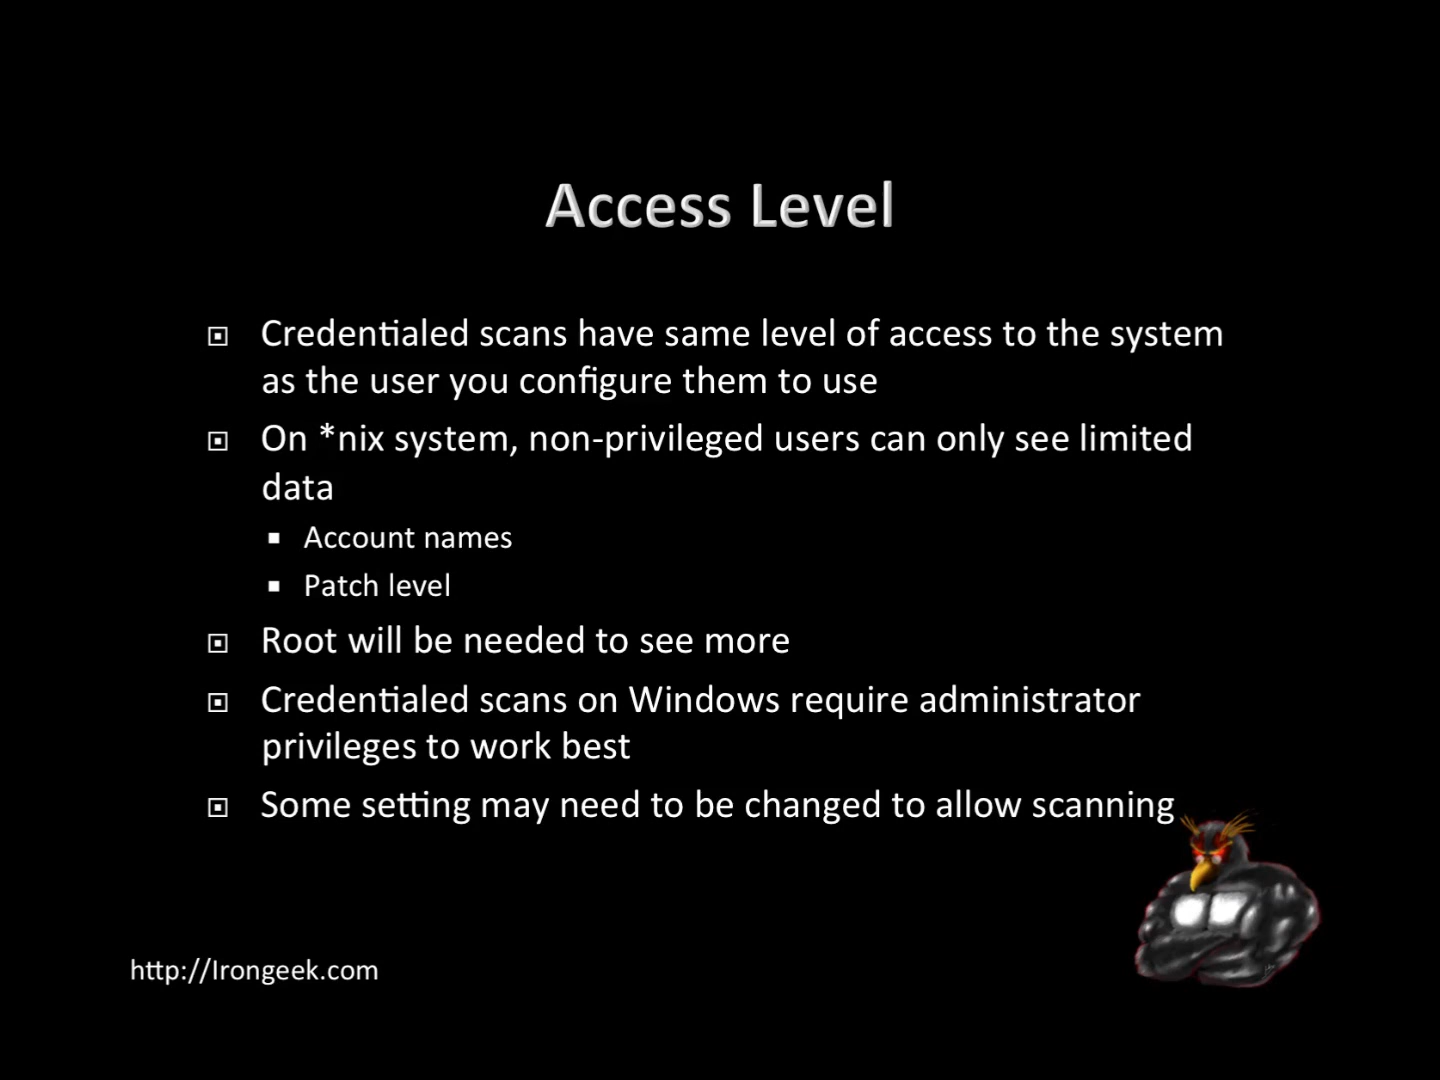 Access Level
Credentialed scans have same level of access to the system
as the user you configure them to use
On *nix system, non-privileged users can only see limited
data
Account names
Patch level
Root will be needed to see more
Credentialed scans on Windows require administrator
privileges to work best
Some setting may need to be changed to allow scanning
http://Irongeek.com